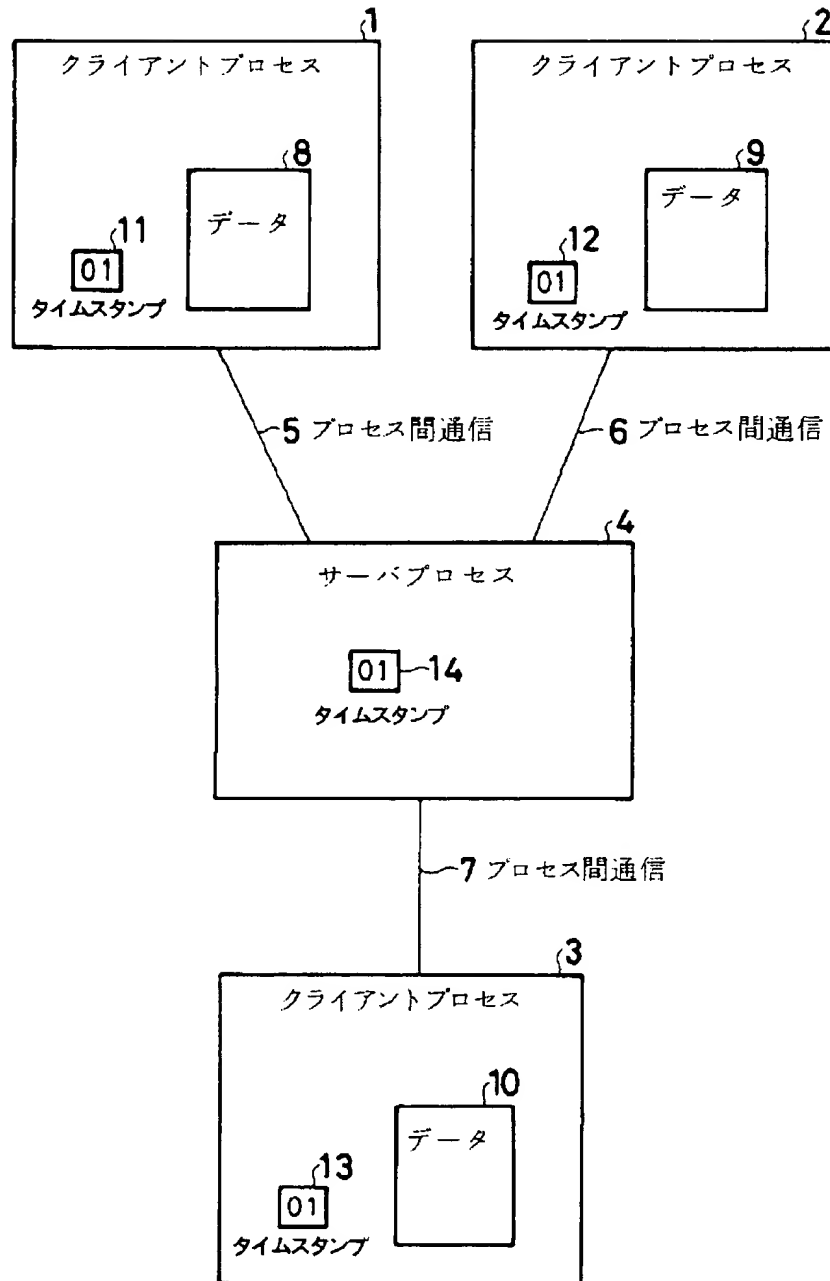 1
クライアントプロセス
8
データ
11
01
タイムスタンプ
2
クライアントプロセス
9
データ
12
01
タイムスタンプ
5 プロセス間通信
6 プロセス間通信
4
サーバプロセス
01
14
タイムスタンプ
7 プロセス間通信
3
クライアントプロセス
10
データ
13
01
タイムスタンプ